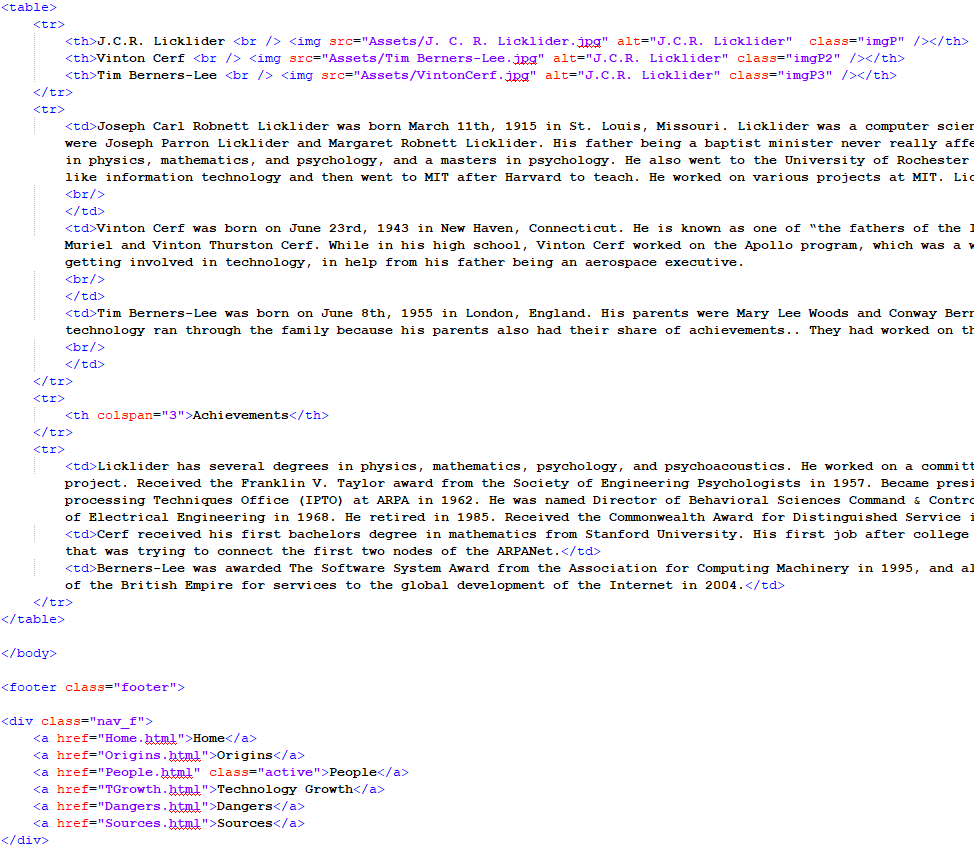 <table>
<tr>
<th>J.C.R. Licklider <br /> <img src="Assets/J. C. R. Licklider.jpg" alt="J.C.R. Licklider"  class="imgP" /></th>
<th>Vinton Cerf <br /> <img src="Assets/Tim Berners-Lee.jpg" alt="J.C.R. Licklider" class="imgP2" /></th>
<th>Tim Berners-Lee <br /> <img src="Assets/VintonCerf.jpg" alt="J.C.R. Licklider" class="imgP3" /></th>
</tr>
<tr>
<td>Joseph Carl Robnett Licklider was born March 11th, 1915 in St. Louis, Missouri. Licklider was a computer scien
were Joseph Parron Licklider and Margaret Robnett Licklider. His father being a baptist minister never really affe
in physics, mathematics, and psychology, and a masters in psychology. He also went to the University of Rochester
like information technology and then went to MIT after Harvard to teach. He worked on various projects at MIT. Lic
<br/>
</td>
<td>Vinton Cerf was born on June 23rd, 1943 in New Haven, Connecticut. He is known as one of “the fathers of the I
Muriel and Vinton Thurston Cerf. While in his high school, Vinton Cerf worked on the Apollo program, which was a w
getting involved in technology, in help from his father being an aerospace executive.
<br/>
</td>
<td>Tim Berners-Lee was born on June 8th, 1955 in London, England. His parents were Mary Lee Woods and Conway Bern
technology ran through the family because his parents also had their share of achievements.. They had worked on th
<br/>
</td>
</tr>
<tr>
<th colspan="3">Achievements</th>
</tr>
<tr>
<td>Licklider has several degrees in physics, mathematics, psychology, and psychoacoustics. He worked on a committ
project. Received the Franklin V. Taylor award from the Society of Engineering Psychologists in 1957. Became presi
processing Techniques Office (IPTO) at ARPA in 1962. He was named Director of Behavioral Sciences Command & Contro
of Electrical Engineering in 1968. He retired in 1985. Received the Commonwealth Award for Distinguished Service i
<td>Cerf received his first bachelors degree in mathematics from Stanford University. His first job after college
that was trying to connect the first two nodes of the ARPANet.</td>
<td>Berners-Lee was awarded The Software System Award from the Association for Computing Machinery in 1995, and al
of the British Empire for services to the global development of the Internet in 2004.</td>
</tr>
</table>
</body>
<footer class="footer">
<div class="nav_f">
<a href="Home.html">Home</a>
<a href="Origins.html">Origins</a>
<a href="People.html" class="active">People</a>
<a href="TGrowth.html">Technology Growth</a>
<a href="Dangers.html">Dangers</a>
<a href="Sources.html">Sources</a>
</div>